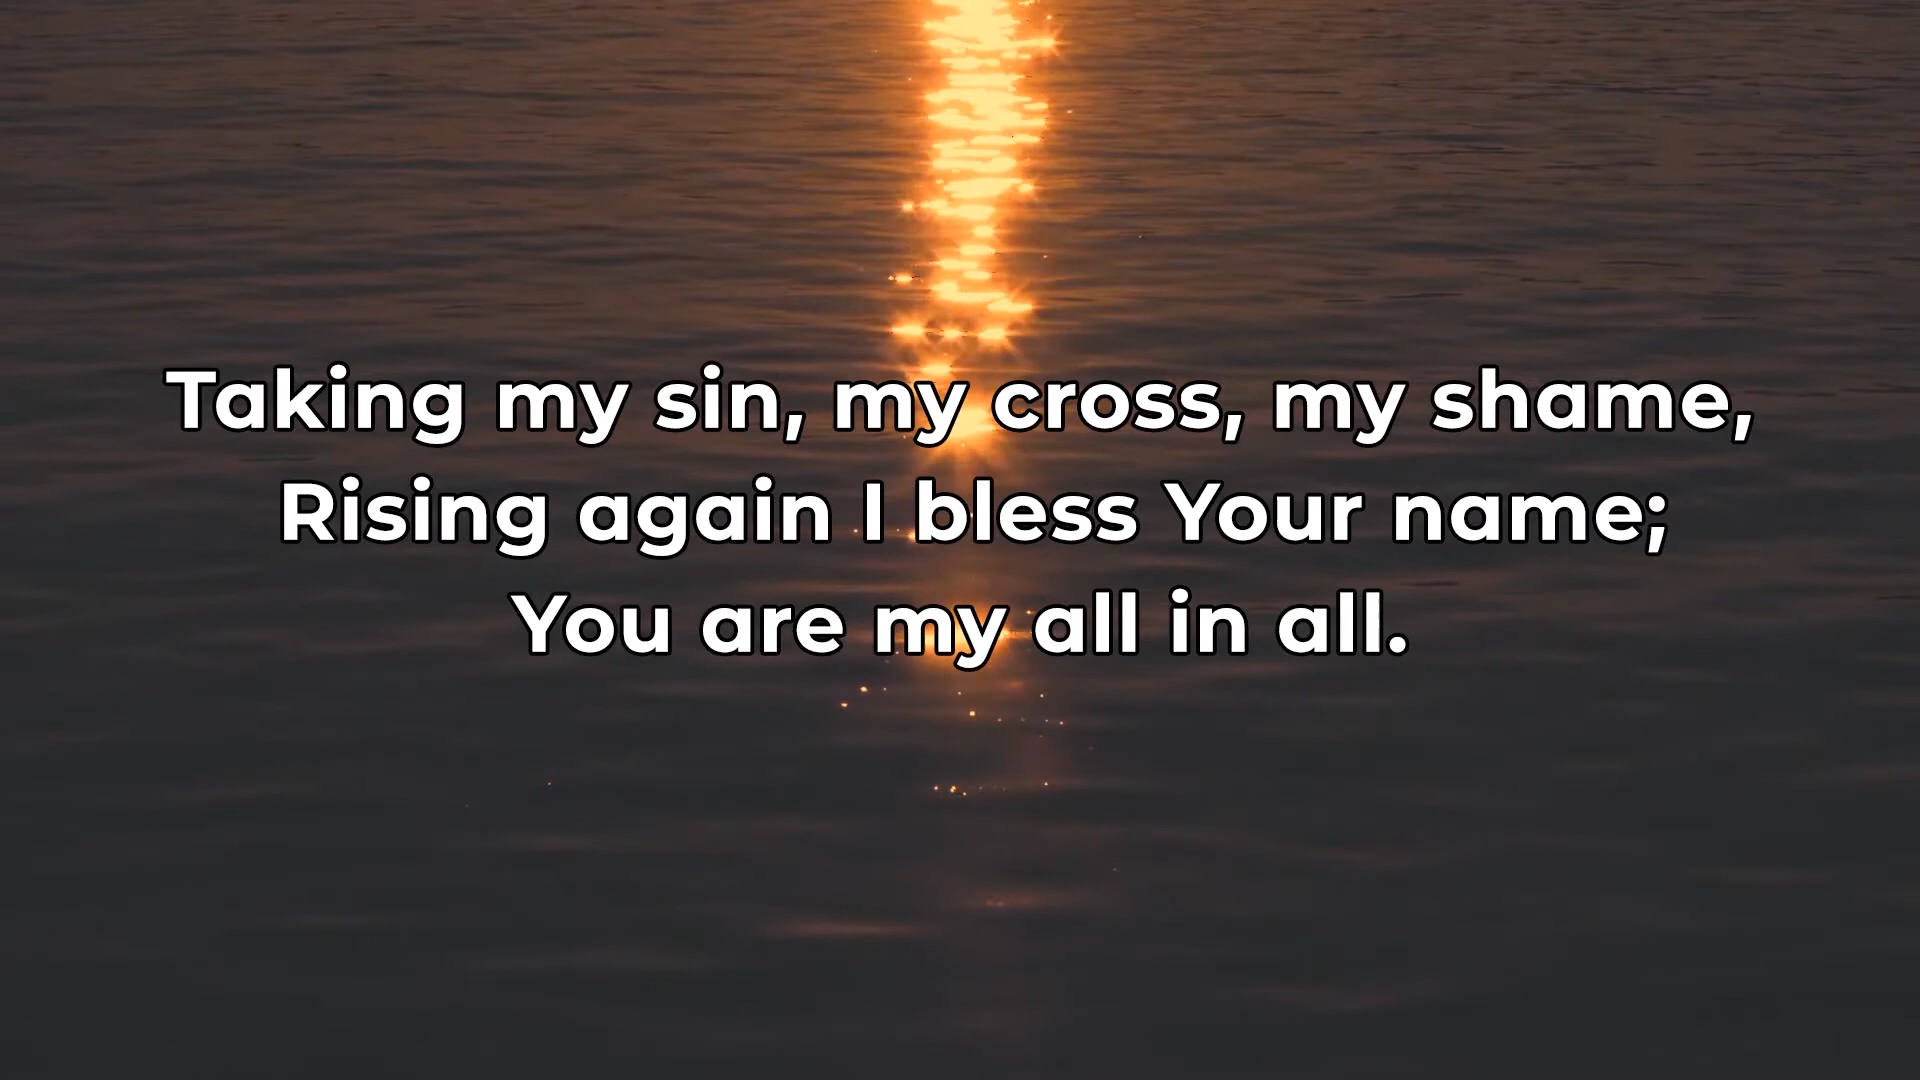 Taking my sin, my cross, my shame,
Rising again I bless Your name;
You are my all in all.